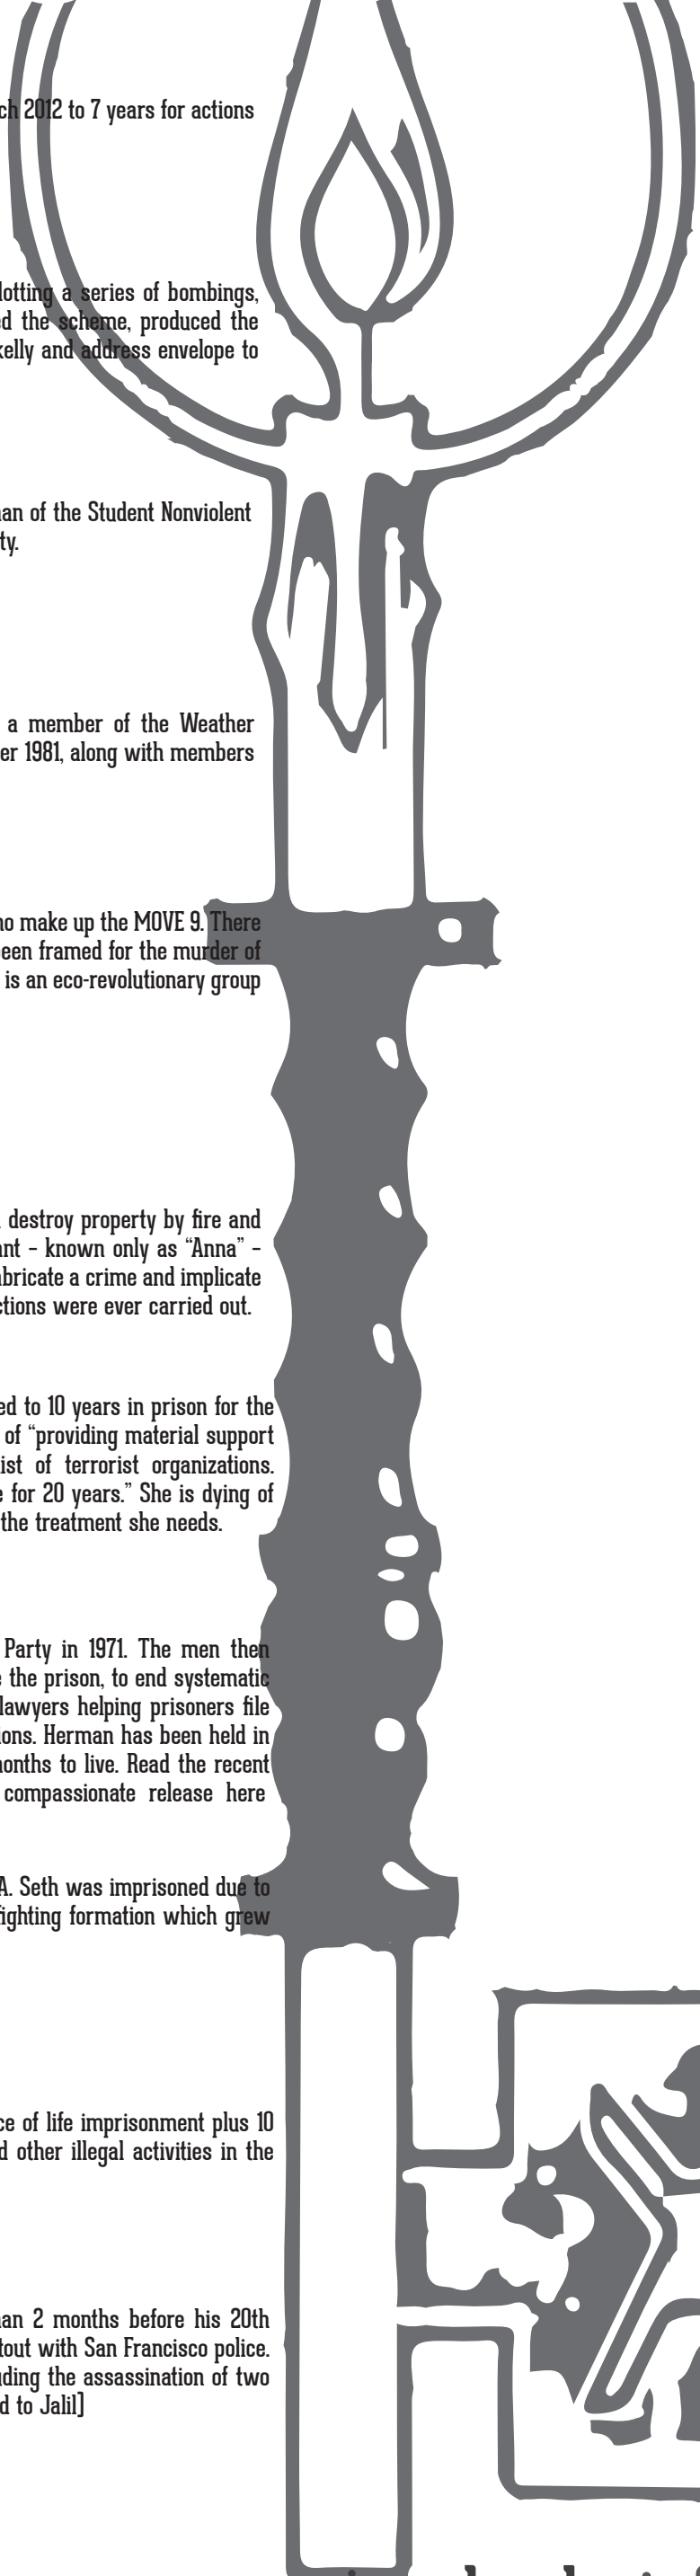 ch 2012 to 7 years for actions
lotting a series of bombings,
ed the scheme, produced the
kelly and address envelope to
an of the Student Nonviolent
ty.
a member of the Weather
er 1981, along with members
ho make up the MOVE 9. There
een framed for the murder of
is an eco-revolutionary group
destroy property by fire and
ant – known only as “Anna” –
abricate a crime and implicate
ctions were ever carried out.
ed to 10 years in prison for the
of “providing material support
ist of terrorist organizations.
e for 20 years.” She is dying of
the treatment she needs.
Party in 1971. The men then
e the prison, to end systematic
lawyers helping prisoners file
ions. Herman has been held in
months to live. Read the recent
compassionate release here
A. Seth was imprisoned due to
fighting formation which grew
ce of life imprisonment plus 10
d other illegal activities in the
an 2 months before his 20th
tout with San Francisco police.
uding the assassination of two
d to Jalil]